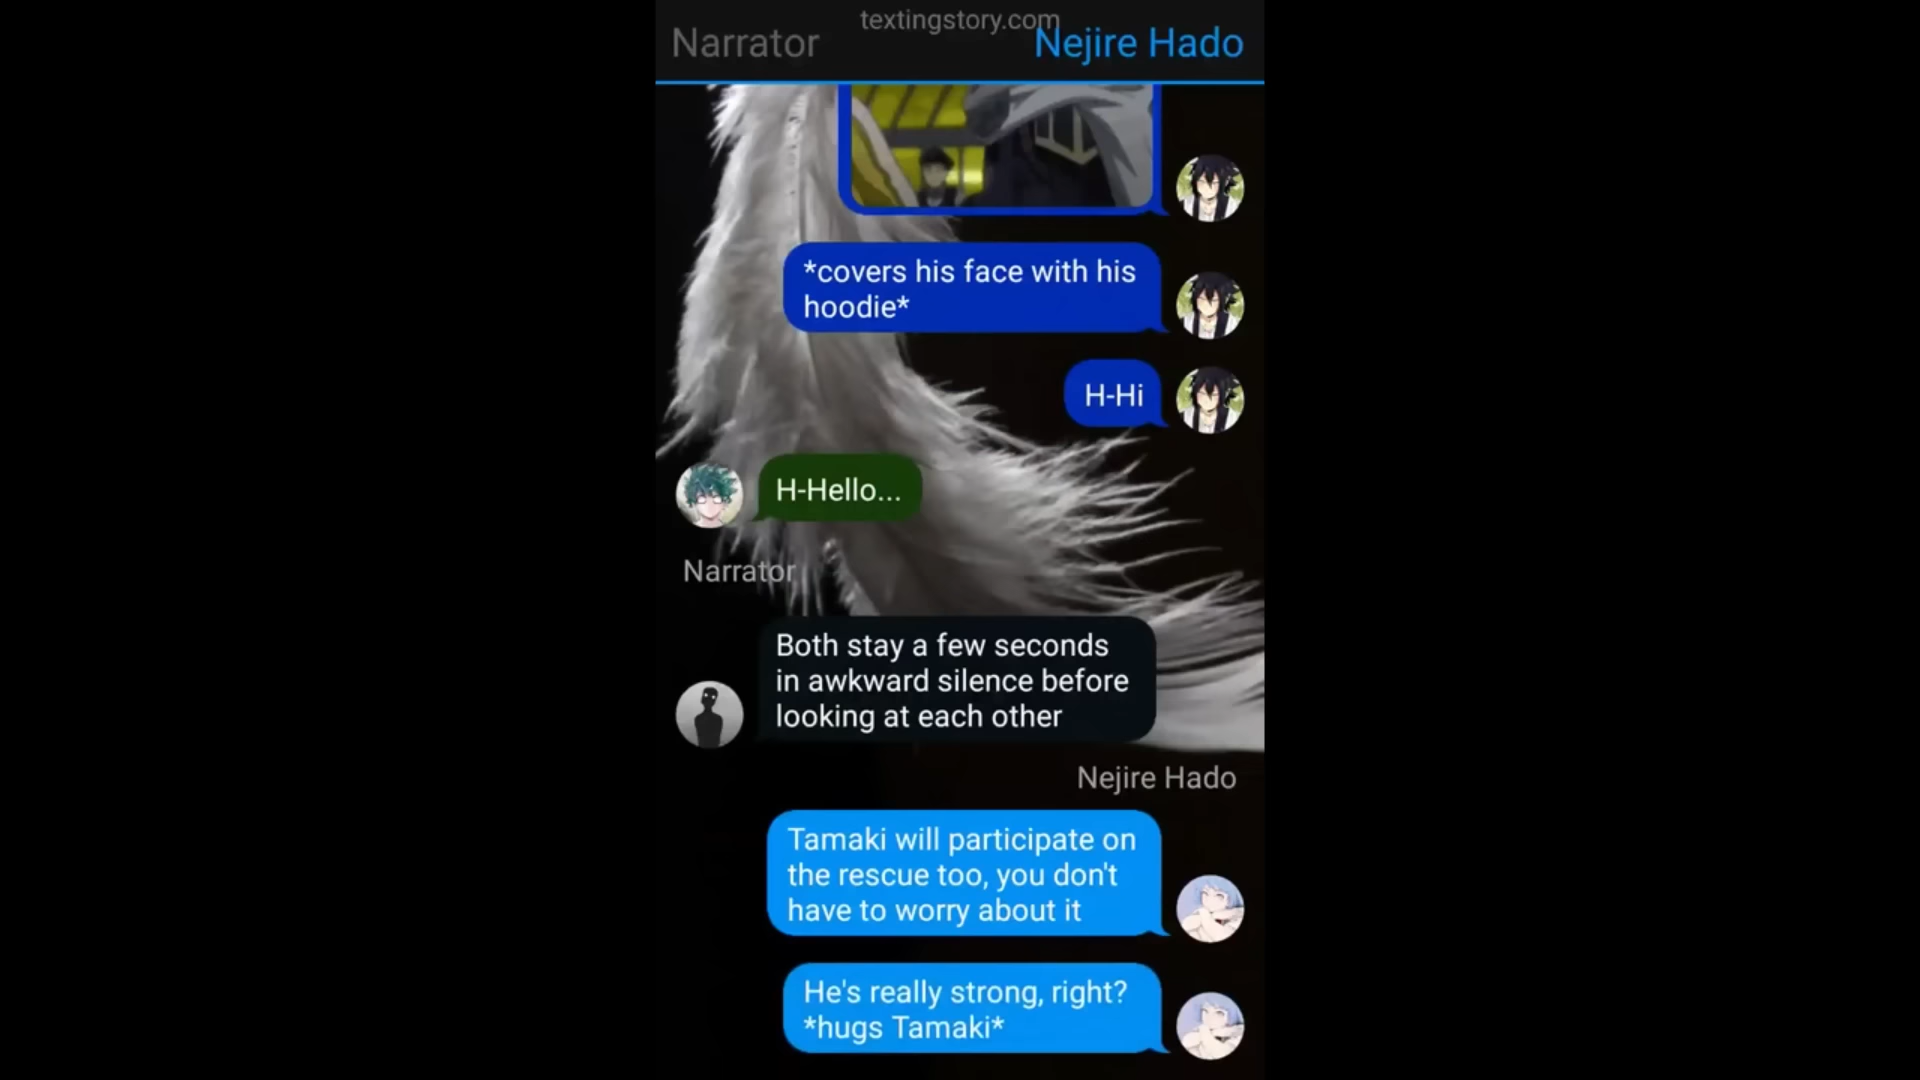 textingstory.com
Narrator
Nejire Hado
*covers his face with his
hoodie*
H-Hi
H-Hello...
Narrator
Both stay a few seconds
in awkward silence before
looking at each other
Nejire Hado
Tamaki will participate on
the rescue too, you don't
have to worry about it
He's really strong, right?
*hugs Tamaki*